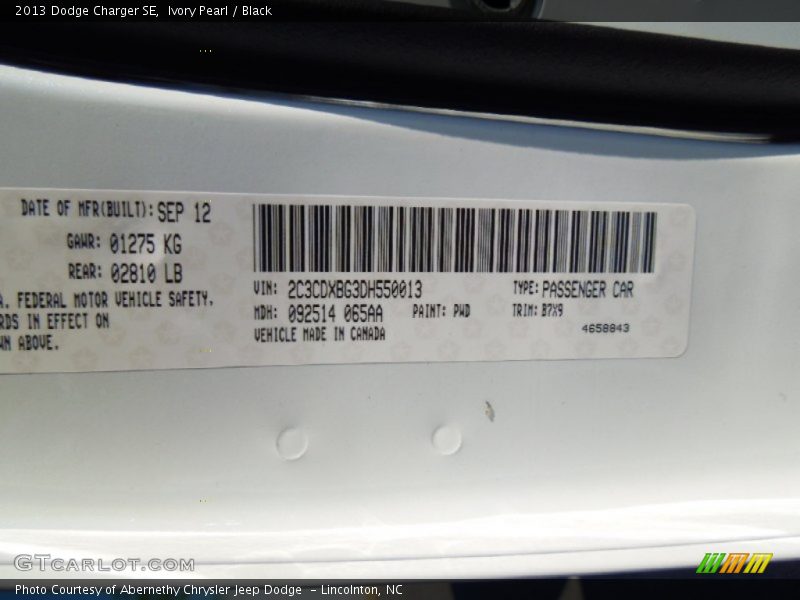 2013 Dodge Charger SE, Ivory Pearl / Black
DATE OF MFR(BUILT): SEP 12
GAWR: 01275 KG
REAR: 02810 LB
A. FEDERAL MOTOR VEHICLE SAFETY,
RDS IN EFFECT ON
WN ABOVE.
VIN: 2C3CDXBG3DH550013 TYPE: PASSENGER CAR
MDH: 092514 065AA PAINT: PWD TRIM: B7X9
VEHICLE MADE IN CANADA 4658843
GTCARLOT.COM
Photo Courtesy of Abernethy Chrysler Jeep Dodge - Lincolnton, NC